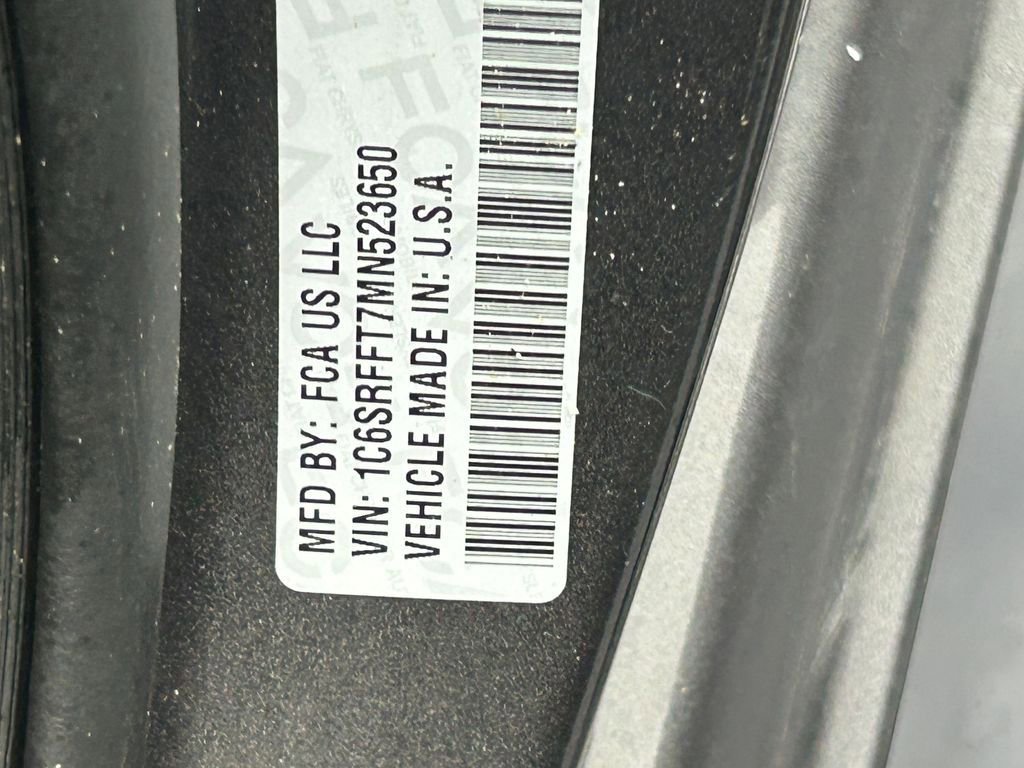 MFD BY: FCA US LLC
VIN: 1C6SRFFT7MN523650
VEHICLE MADE IN: U.S.A.